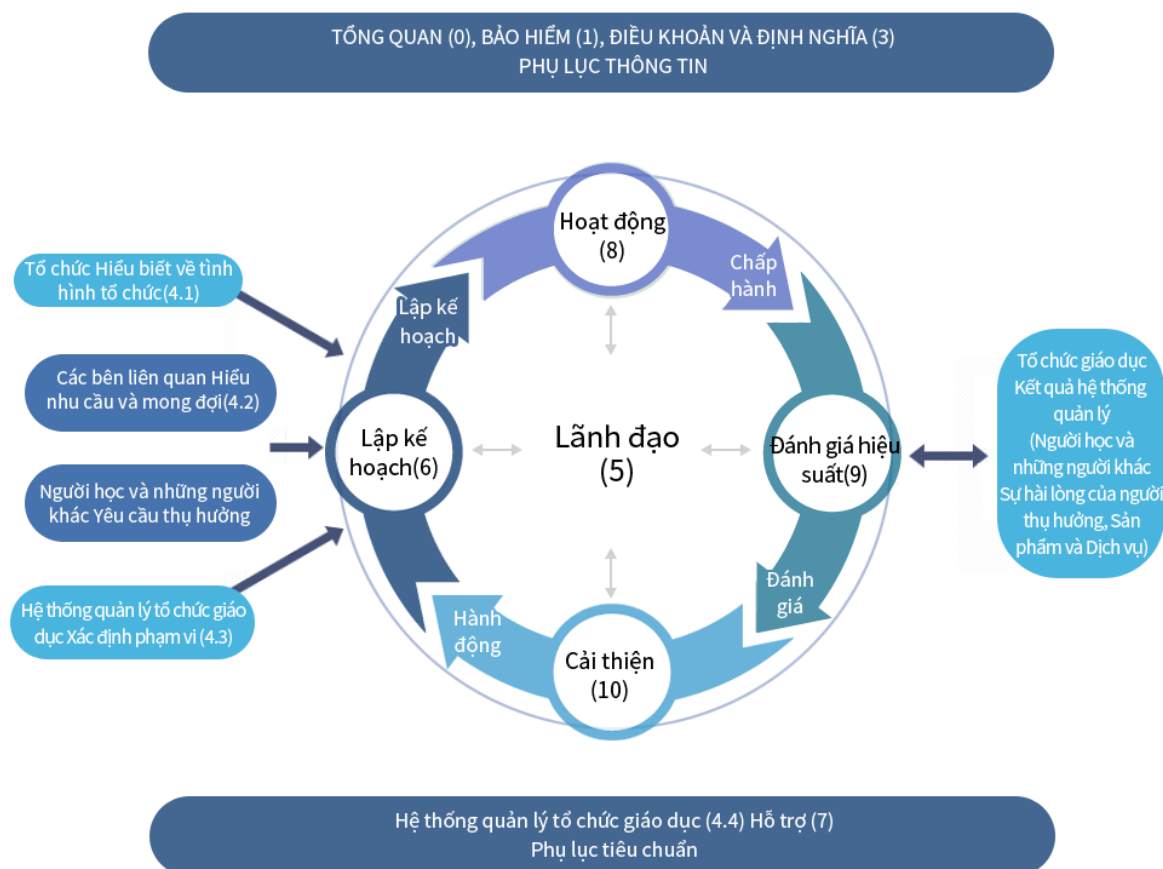 TỔNG QUAN (0), BẢO HIỂM (1), ĐIỀU KHOẢN VÀ ĐỊNH NGHĨA (3)
PHỤ LỤC THÔNG TIN
Hoạt động
(8)
Chấp
hành
Lập kế
hoạch
Tổ chức Hiểu biết về tình
hình tổ chức(4.1)
Các bên liên quan Hiểu
nhu cầu và mong đợi(4.2)
Người học và những người
khác Yêu cầu thụ hưởng
Hệ thống quản lý tổ chức giáo
dục Xác định phạm vi (4.3)
Lập kế
hoạch(6)
Lãnh đạo
(5)
Đánh giá hiệu
suất(9)
Tổ chức giáo dục
Kết quả hệ thống
quản lý
(Người học và
những người khác
Sự hài lòng của người
thụ hưởng, Sản
phẩm và Dịch vụ)
Đánh
giá
Hành
động
Cải thiện
(10)
Hệ thống quản lý tổ chức giáo dục (4.4) Hỗ trợ (7)
Phụ lục tiêu chuẩn